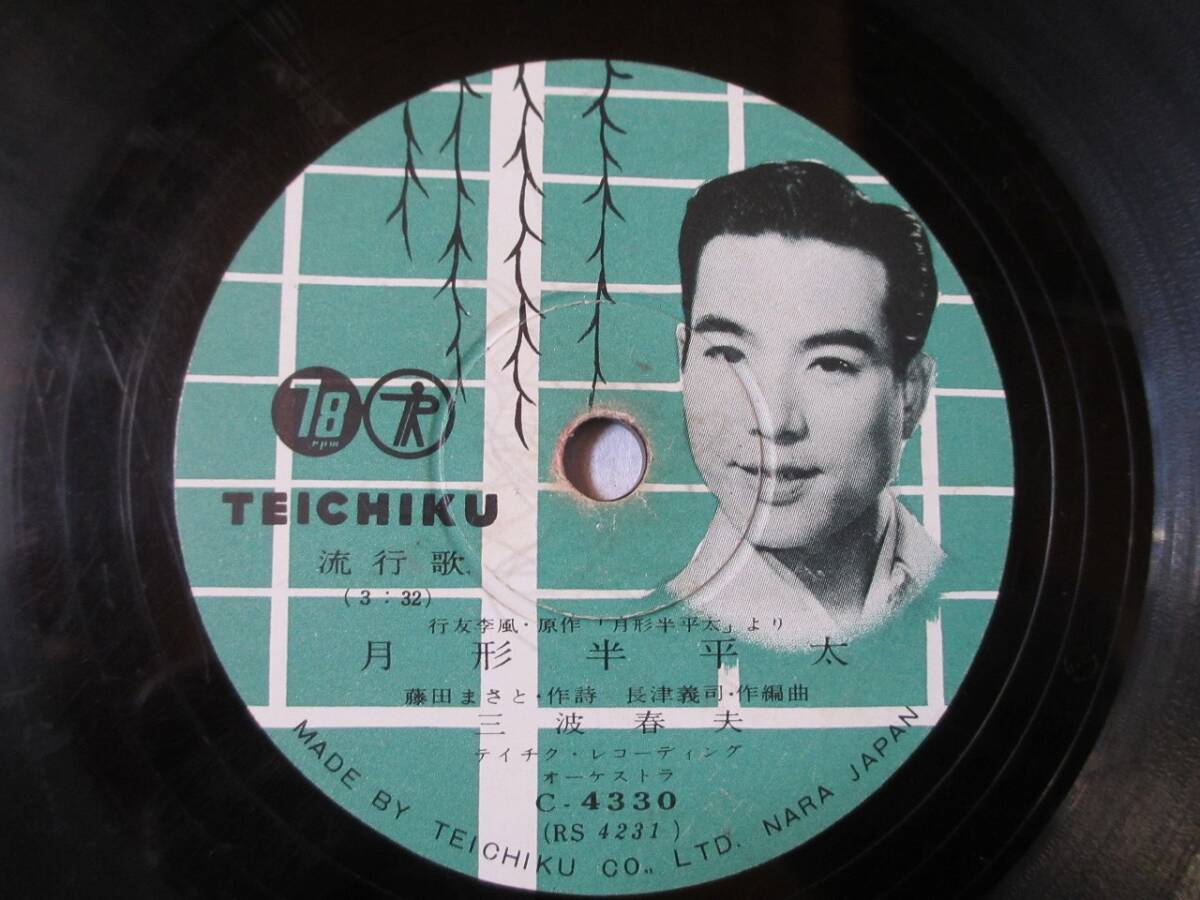 78
rpm
TEICHIKU
流行歌
(3:32)
行友李風・原作「月形半平太」より
月形半平太
藤田まさと・作詩 長津義司・作編曲
三波春夫
テイチク・レコーディング
オーケストラ
C-4330
(RS 4231)
MADE BY TEICHIKU CO., LTD. NARA JAPAN